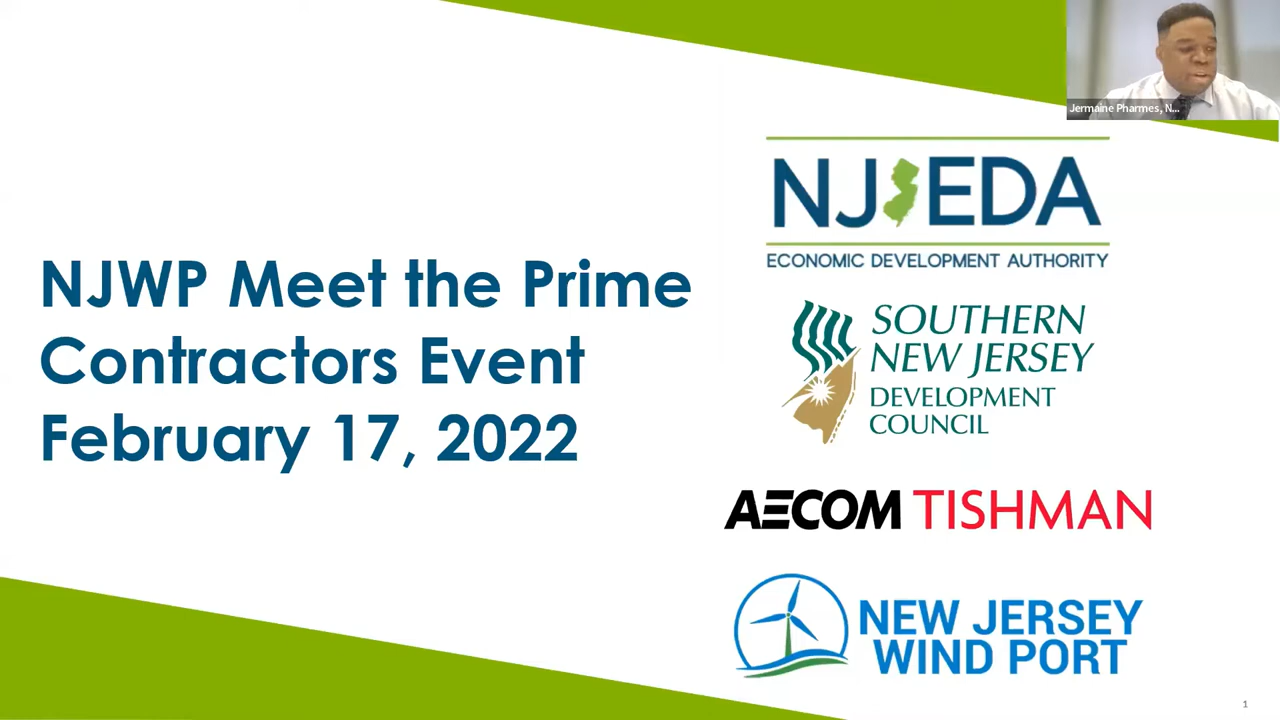 Jermaine Pharmes, N...
NJEDA
ECONOMIC DEVELOPMENT AUTHORITY
NJWP Meet the Prime
Contractors Event
February 17, 2022
SOUTHERN
NEW JERSEY
DEVELOPMENT
COUNCIL
AECOM TISHMAN
NEW JERSEY
WIND PORT
1